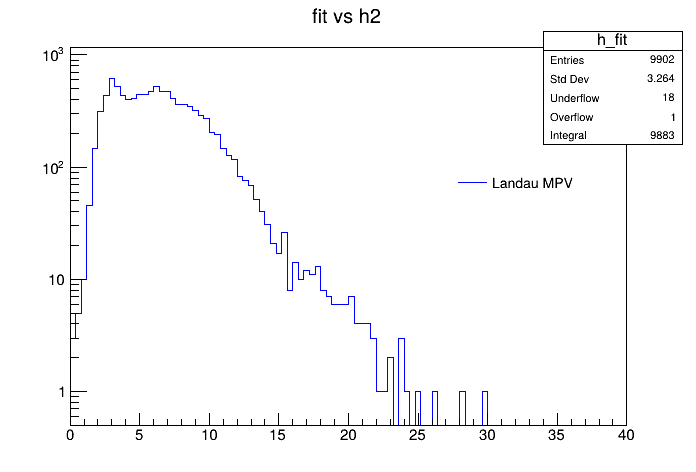 fit vs h2
h_fit
Entries 9902
Std Dev 3.264
Underflow 18
Overflow 1
Integral 9883
Landau MPV
10³
10²
10
1
0 5 10 15 20 25 30 35 40